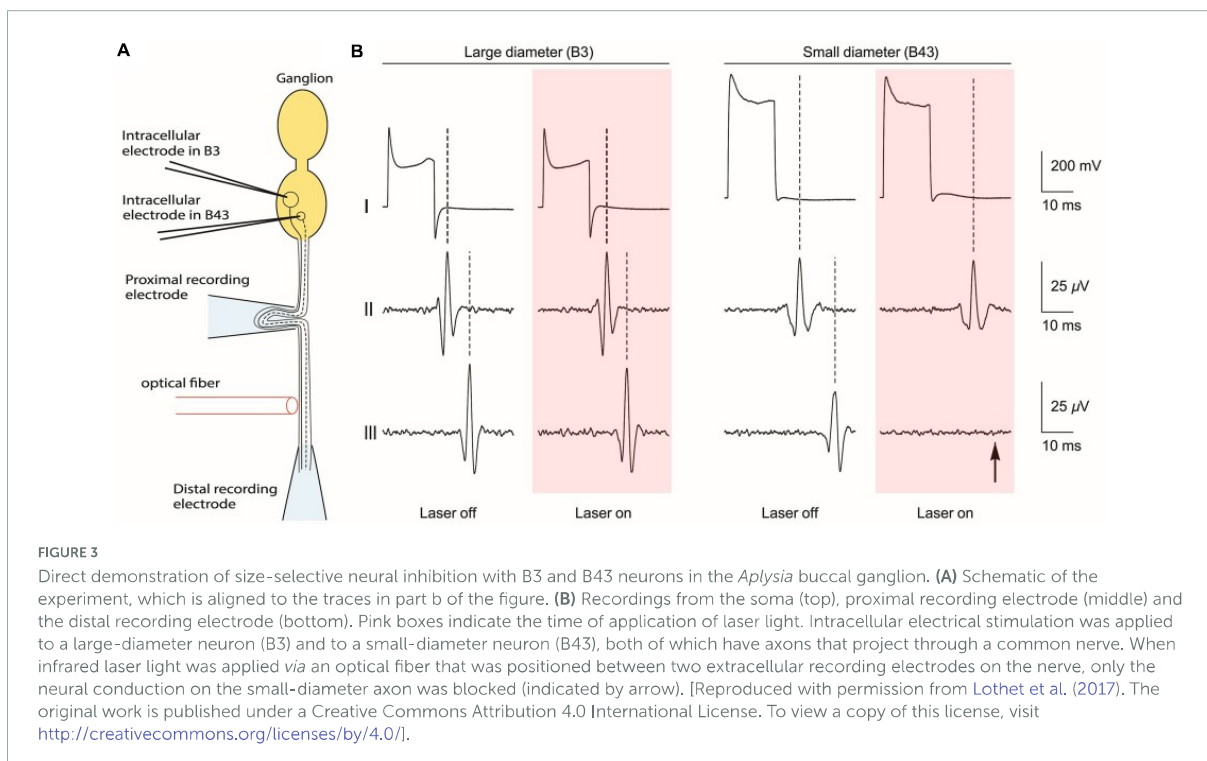 A
B
Large diameter (B3)
Small diameter (B43)
Ganglion
Intracellular
electrode in B3
Intracellular
electrode in B43
Proximal recording
electrode
optical fiber
Distal recording
electrode
I
II
III
200 mV
10 ms
25 µV
10 ms
25 µV
10 ms
Laser off
Laser on
Laser off
Laser on
FIGURE 3
Direct demonstration of size-selective neural inhibition with B3 and B43 neurons in the Aplysia buccal ganglion. (A) Schematic of the
experiment, which is aligned to the traces in part b of the figure. (B) Recordings from the soma (top), proximal recording electrode (middle) and
the distal recording electrode (bottom). Pink boxes indicate the time of application of laser light. Intracellular electrical stimulation was applied
to a large-diameter neuron (B3) and to a small-diameter neuron (B43), both of which have axons that project through a common nerve. When
infrared laser light was applied via an optical fiber that was positioned between two extracellular recording electrodes on the nerve, only the
neural conduction on the small-diameter axon was blocked (indicated by arrow). [Reproduced with permission from Lothet et al. (2017). The
original work is published under a Creative Commons Attribution 4.0 International License. To view a copy of this license, visit
http://creativecommons.org/licenses/by/4.0/].